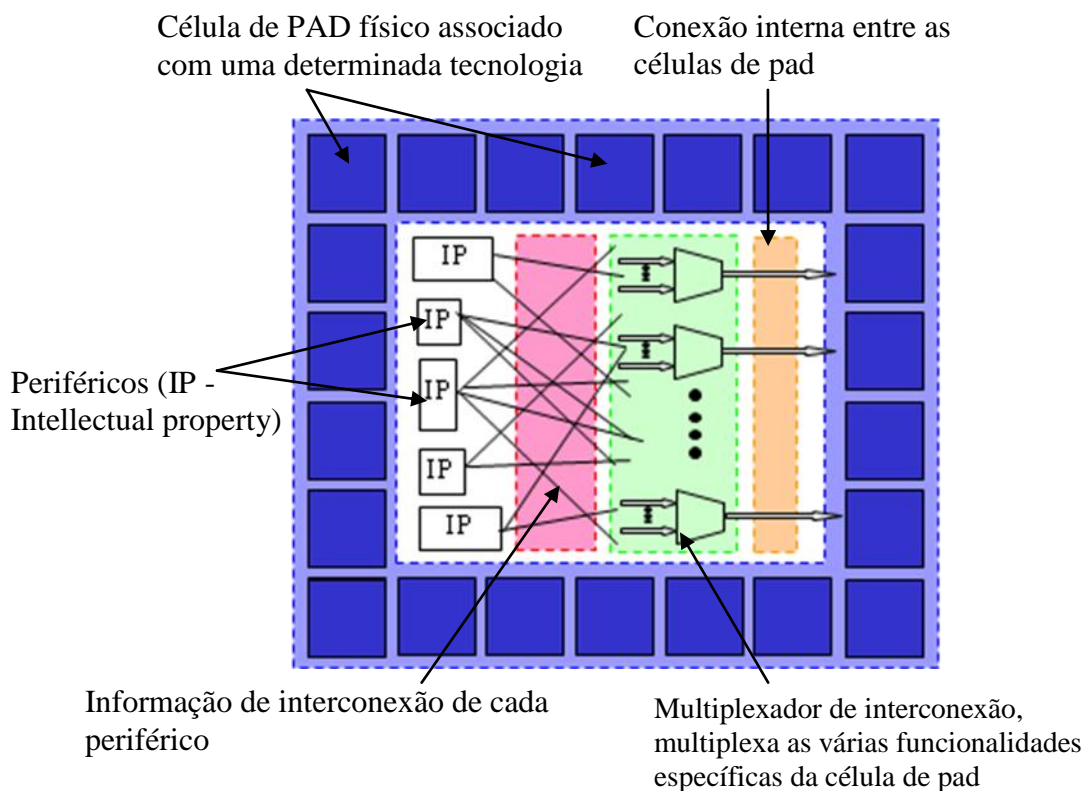 Célula de PAD físico associado
com uma determinada tecnologia
Conexão interna entre as
células de pad
IP
IP
IP
IP
IP
Periféricos (IP -
Intellectual property)
Informação de interconexão de cada
periférico
Multiplexador de interconexão,
multiplexa as várias funcionalidades
específicas da célula de pad